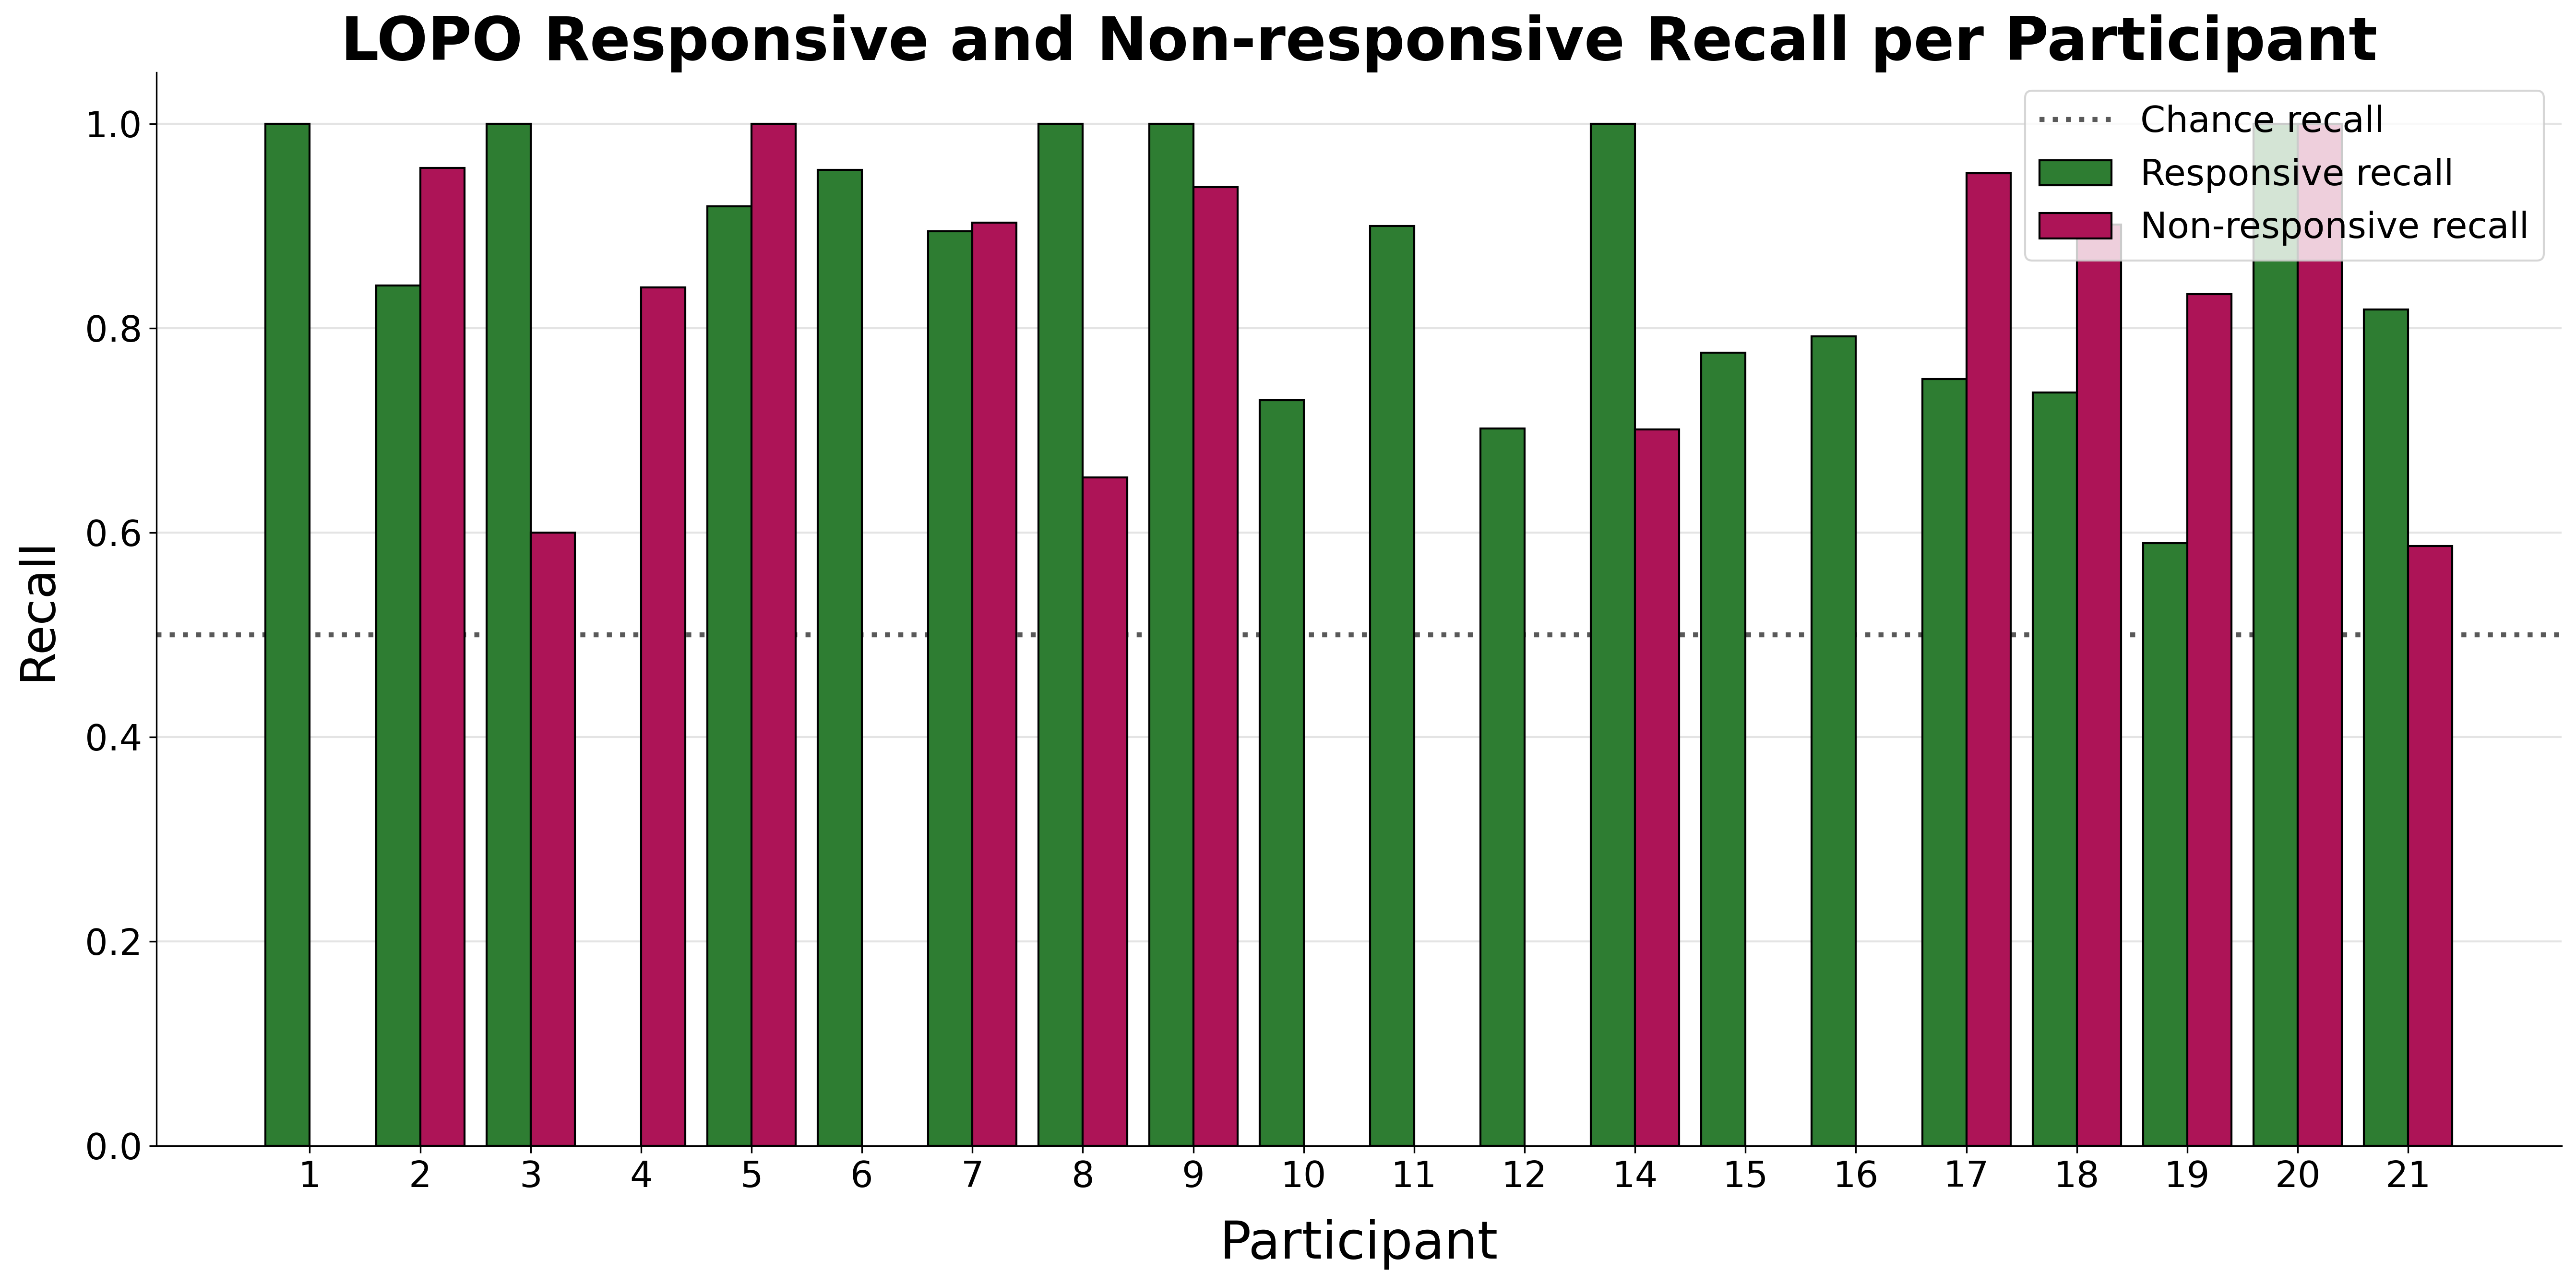 LOPO Responsive and Non-responsive Recall per Participant
Chance recall
Responsive recall
Non-responsive recall
1.0
0.8
0.6
0.4
0.2
0.0
Recall
1 2 3 4 5 6 7 8 9 10 11 12 14 15 16 17 18 19 20 21
Participant